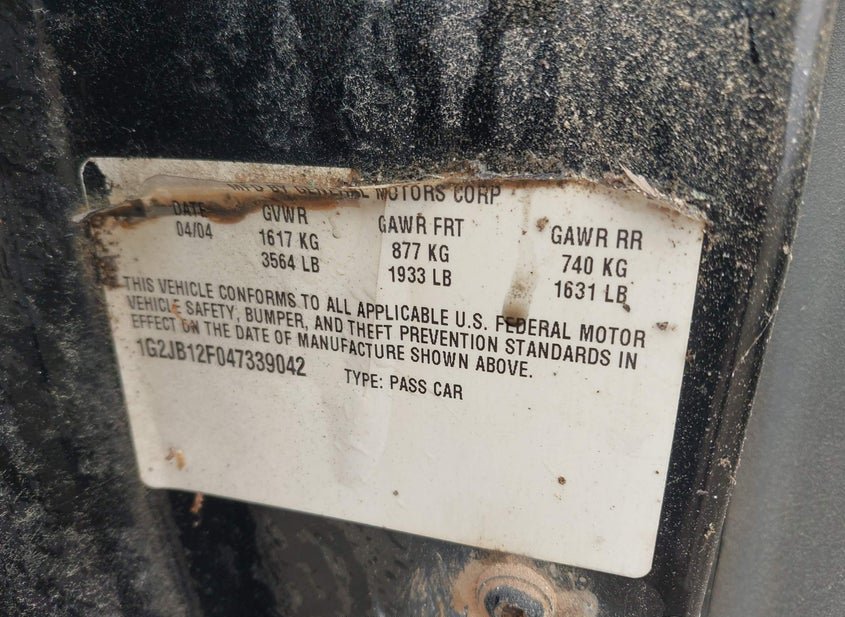 MFD BY GENERAL MOTORS CORP
DATE GVWR GAWR FRT GAWR RR
04/04 1617 KG 877 KG 740 KG
3564 LB 1933 LB 1631 LB
THIS VEHICLE CONFORMS TO ALL APPLICABLE U.S. FEDERAL MOTOR
VEHICLE SAFETY, BUMPER, AND THEFT PREVENTION STANDARDS IN
EFFECT ON THE DATE OF MANUFACTURE SHOWN ABOVE.
1G2JB12F047339042 TYPE: PASS CAR